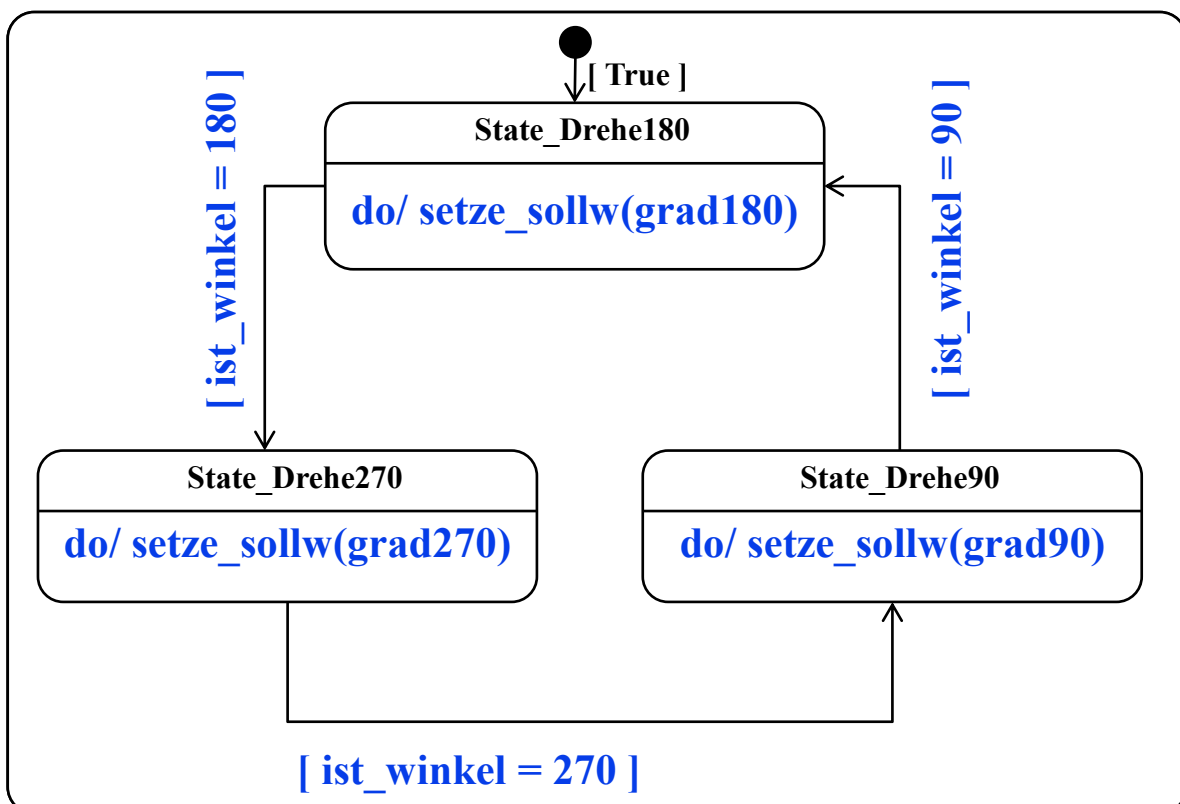 [ True ]
State_Drehe180
do/ setze_sollw(grad180)
[ ist_winkel = 180 ]
[ ist_winkel = 90 ]
State_Drehe270
do/ setze_sollw(grad270)
State_Drehe90
do/ setze_sollw(grad90)
[ ist_winkel = 270 ]